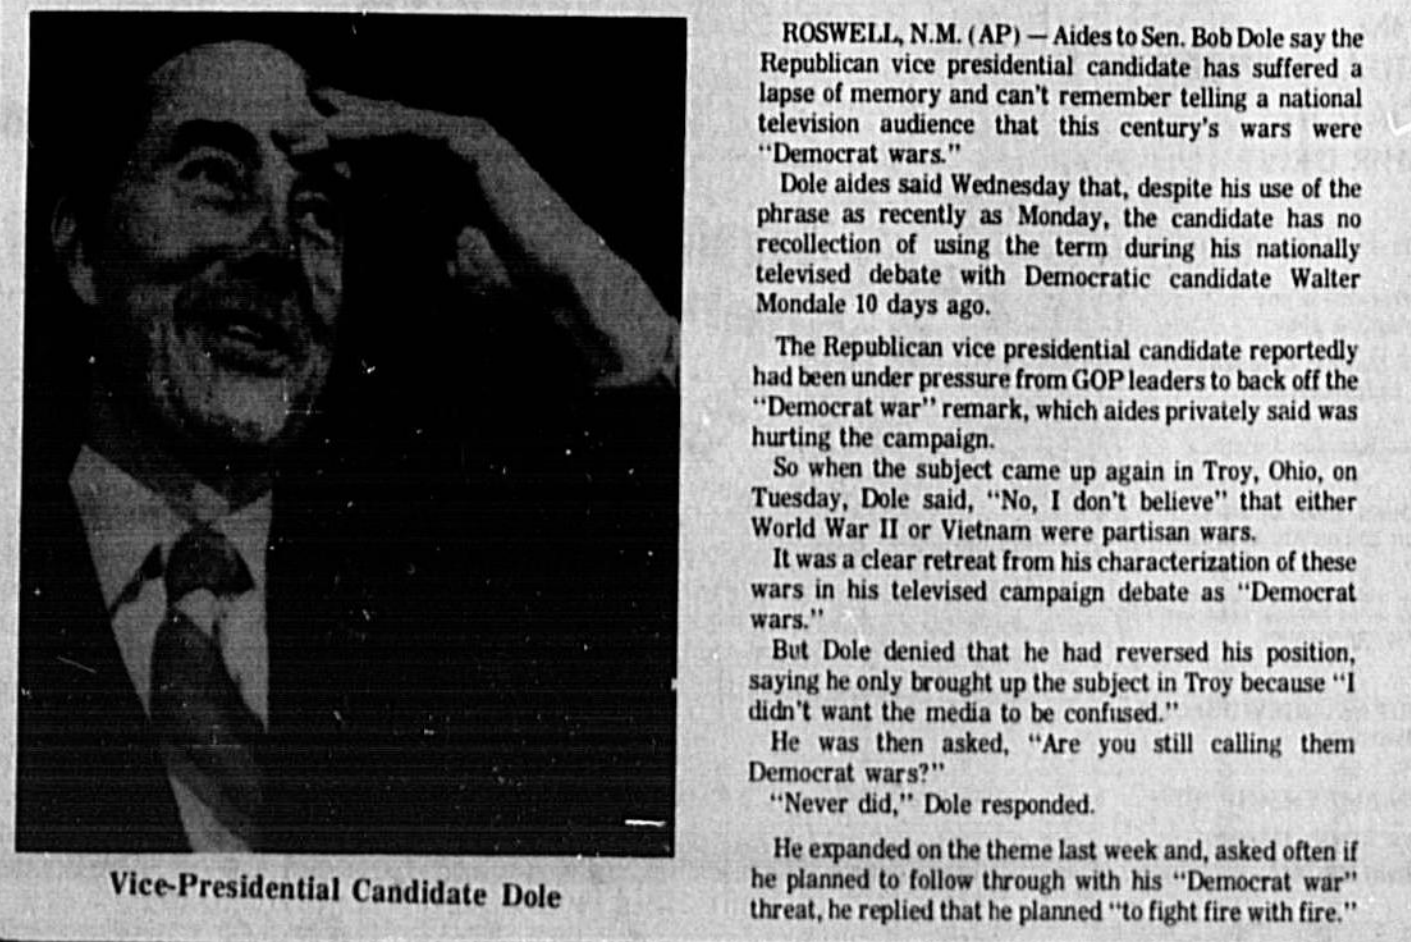 ROSWELL, N.M. (AP) — Aides to Sen. Bob Dole say the
Republican vice presidential candidate has suffered a
lapse of memory and can't remember telling a national
television audience that this century's wars were
"Democrat wars."
Dole aides said Wednesday that, despite his use of the
phrase as recently as Monday, the candidate has no
recollection of using the term during his nationally
televised debate with Democratic candidate Walter
Mondale 10 days ago.
The Republican vice presidential candidate reportedly
had been under pressure from GOP leaders to back off the
"Democrat war" remark, which aides privately said was
hurting the campaign.
So when the subject came up again in Troy, Ohio, on
Tuesday, Dole said, "No, I don't believe" that either
World War II or Vietnam were partisan wars.
It was a clear retreat from his characterization of these
wars in his televised campaign debate as "Democrat
wars."
But Dole denied that he had reversed his position,
saying he only brought up the subject in Troy because "I
didn't want the media to be confused."
He was then asked, "Are you still calling them
Democrat wars?"
"Never did," Dole responded.
He expanded on the theme last week and, asked often if
he planned to follow through with his "Democrat war"
threat, he replied that he planned "to fight fire with fire."
Vice-Presidential Candidate Dole